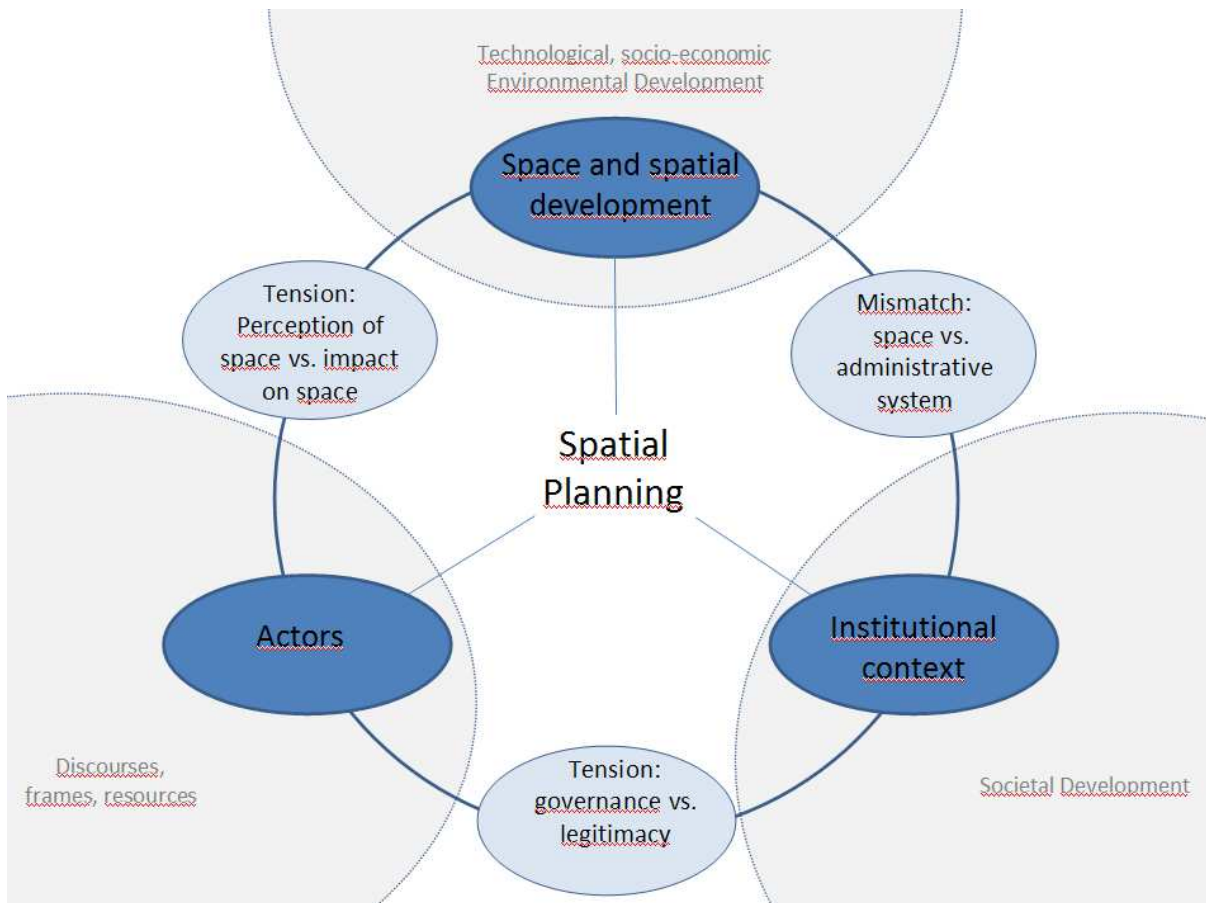 Technological, socio-economic
Environmental Development
Space and spatial
development
Tension:
Perception of
space vs. impact
on space
Mismatch:
space vs.
administrative
system
Spatial
Planning
Actors
Institutional
context
Discourses,
frames, resources
Tension:
governance vs.
legitimacy
Societal Development